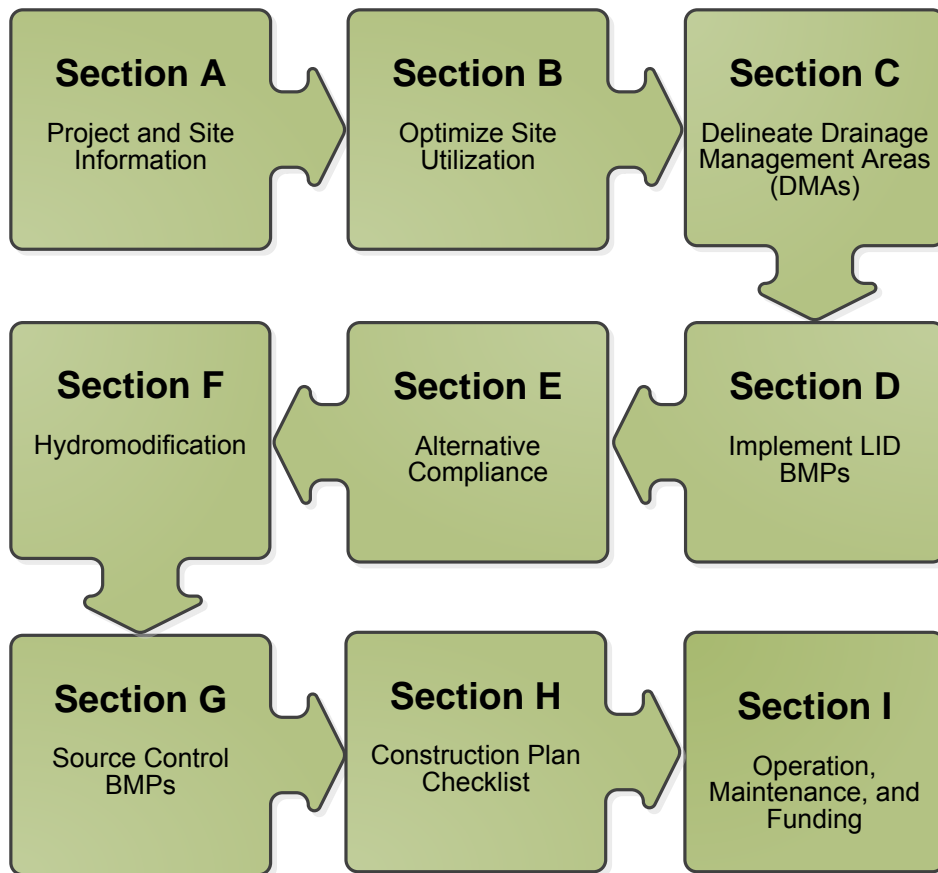 Section A
Project and Site
Information
Section B
Optimize Site
Utilization
Section C
Delineate Drainage
Management Areas
(DMAs)
Section D
Implement LID
BMPs
Section E
Alternative
Compliance
Section F
Hydromodification
Section G
Source Control
BMPs
Section H
Construction Plan
Checklist
Section I
Operation,
Maintenance, and
Funding